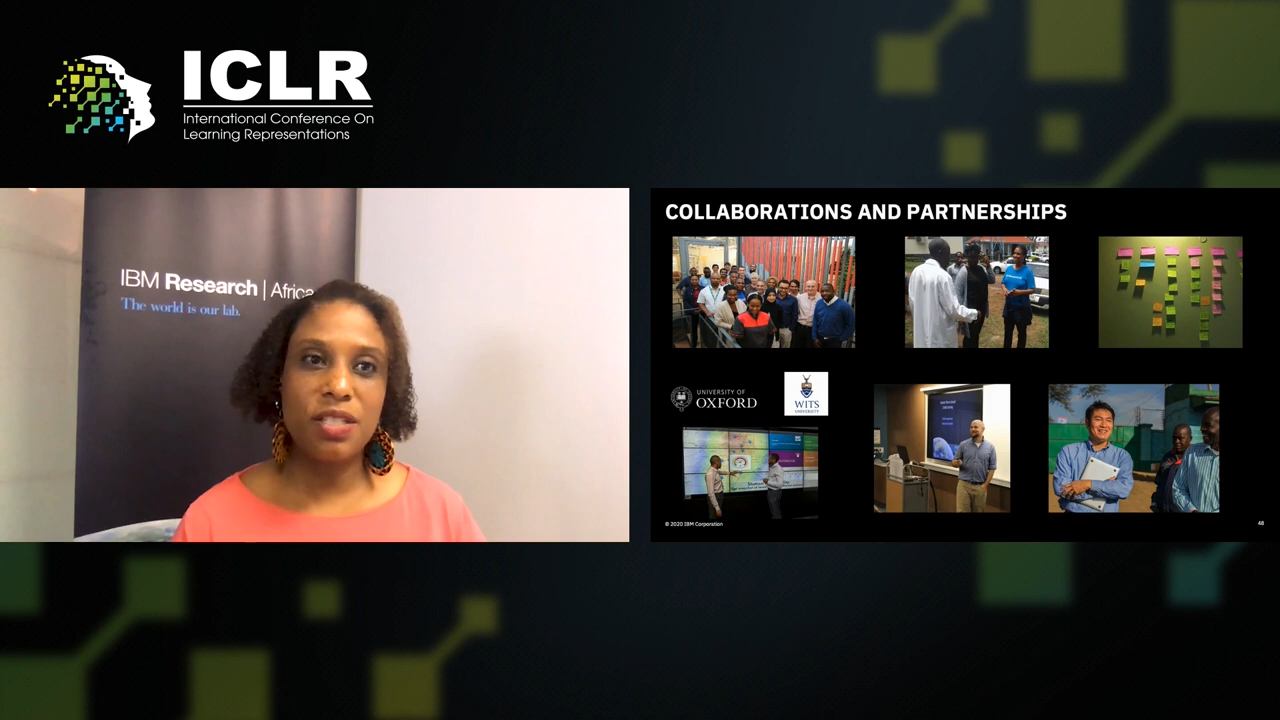 ICLR
International Conference On
Learning Representations
IBM Research | Africa
The world is our lab.
COLLABORATIONS AND PARTNERSHIPS
UNIVERSITY OF
OXFORD
WITS
UNIVERSITY
© 2020 IBM Corporation
48